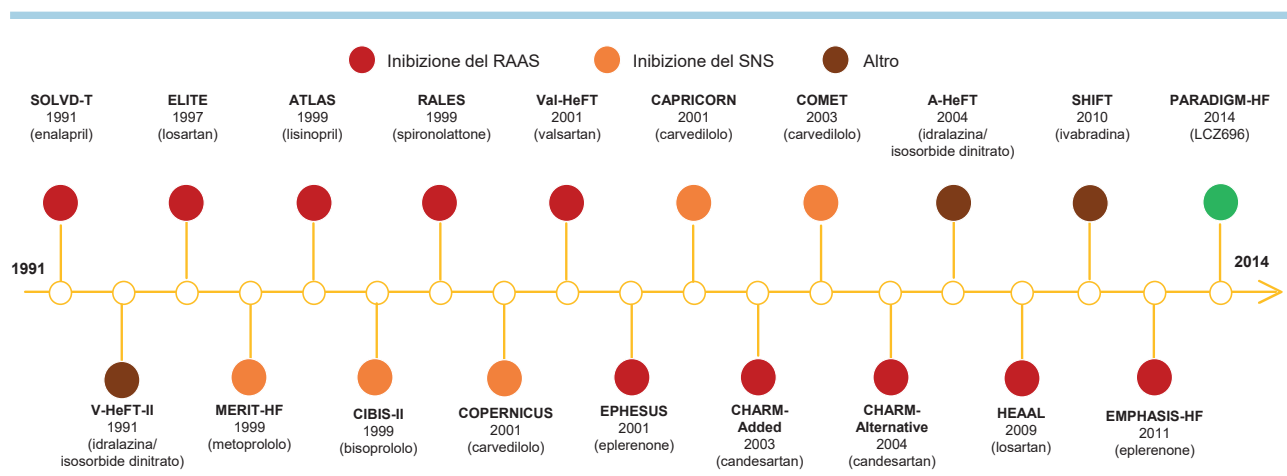 Inibizione del RAAS
Inibizione del SNS
Altro
SOLVD-T
1991
(enalapril)
ELITE
1997
(losartan)
ATLAS
1999
(lisinopril)
RALES
1999
(spironolattone)
Val-HeFT
2001
(valsartan)
CAPRICORN
2001
(carvedilolo)
COMET
2003
(carvedilolo)
A-HeFT
2004
(idralazina/
isosorbide dinitrato)
SHIFT
2010
(ivabradina)
PARADIGM-HF
2014
(LCZ696)
1991
2014
V-HeFT-II
1991
(idralazina/
isosorbide dinitrato)
MERIT-HF
1999
(metoprololo)
CIBIS-II
1999
(bisoprololo)
COPERNICUS
2001
(carvedilolo)
EPHESUS
2001
(eplerenone)
CHARM-
Added
2003
(candesartan)
CHARM-
Alternative
2004
(candesartan)
HEAAL
2009
(losartan)
EMPHASIS-HF
2011
(eplerenone)